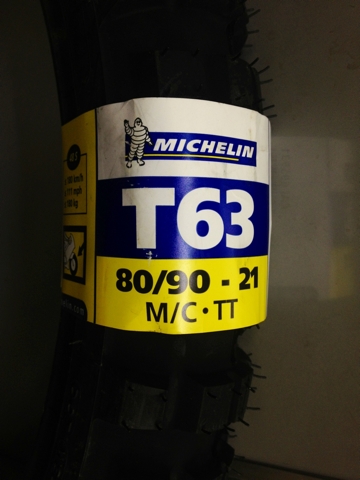 MICHELIN
T63
80/90 - 21
M/C·TT